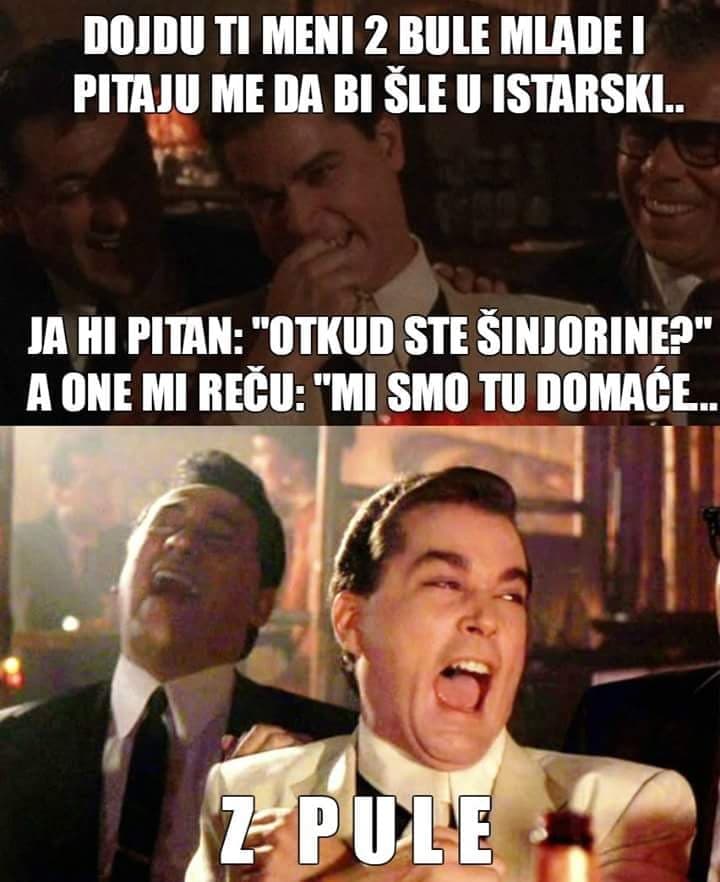 DOJDU TI MENI 2 BULE MLADE I
PITAJU ME DA BI ŠLE U ISTARSKI..
JA HI PITAN: "OTKUD STE ŠINJORINE?"
A ONE MI REČU: "MI SMO TU DOMAĆE...
Z PULE